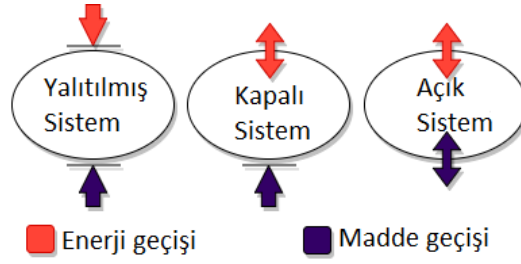 Yalıtılmış
Sistem
Kapalı
Sistem
Açık
Sistem
Enerji geçişi
Madde geçişi